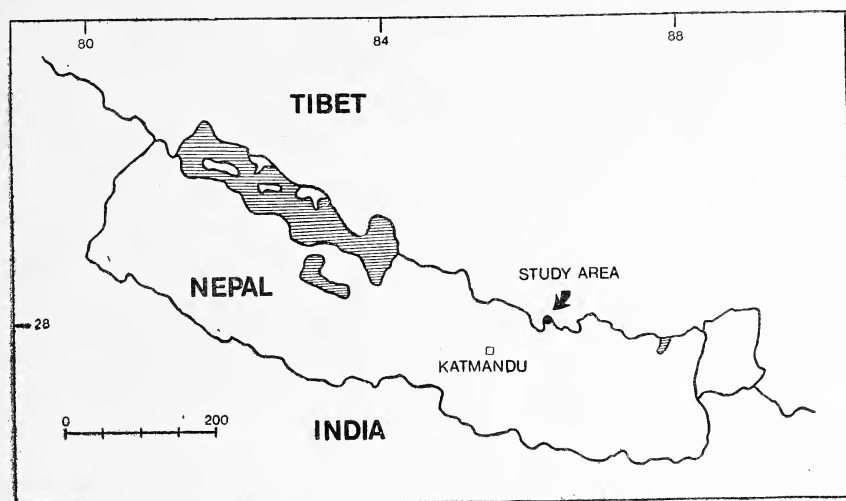 80 84 88
TIBET
STUDY AREA
NEPAL
28
KATMANDU
0 200
INDIA